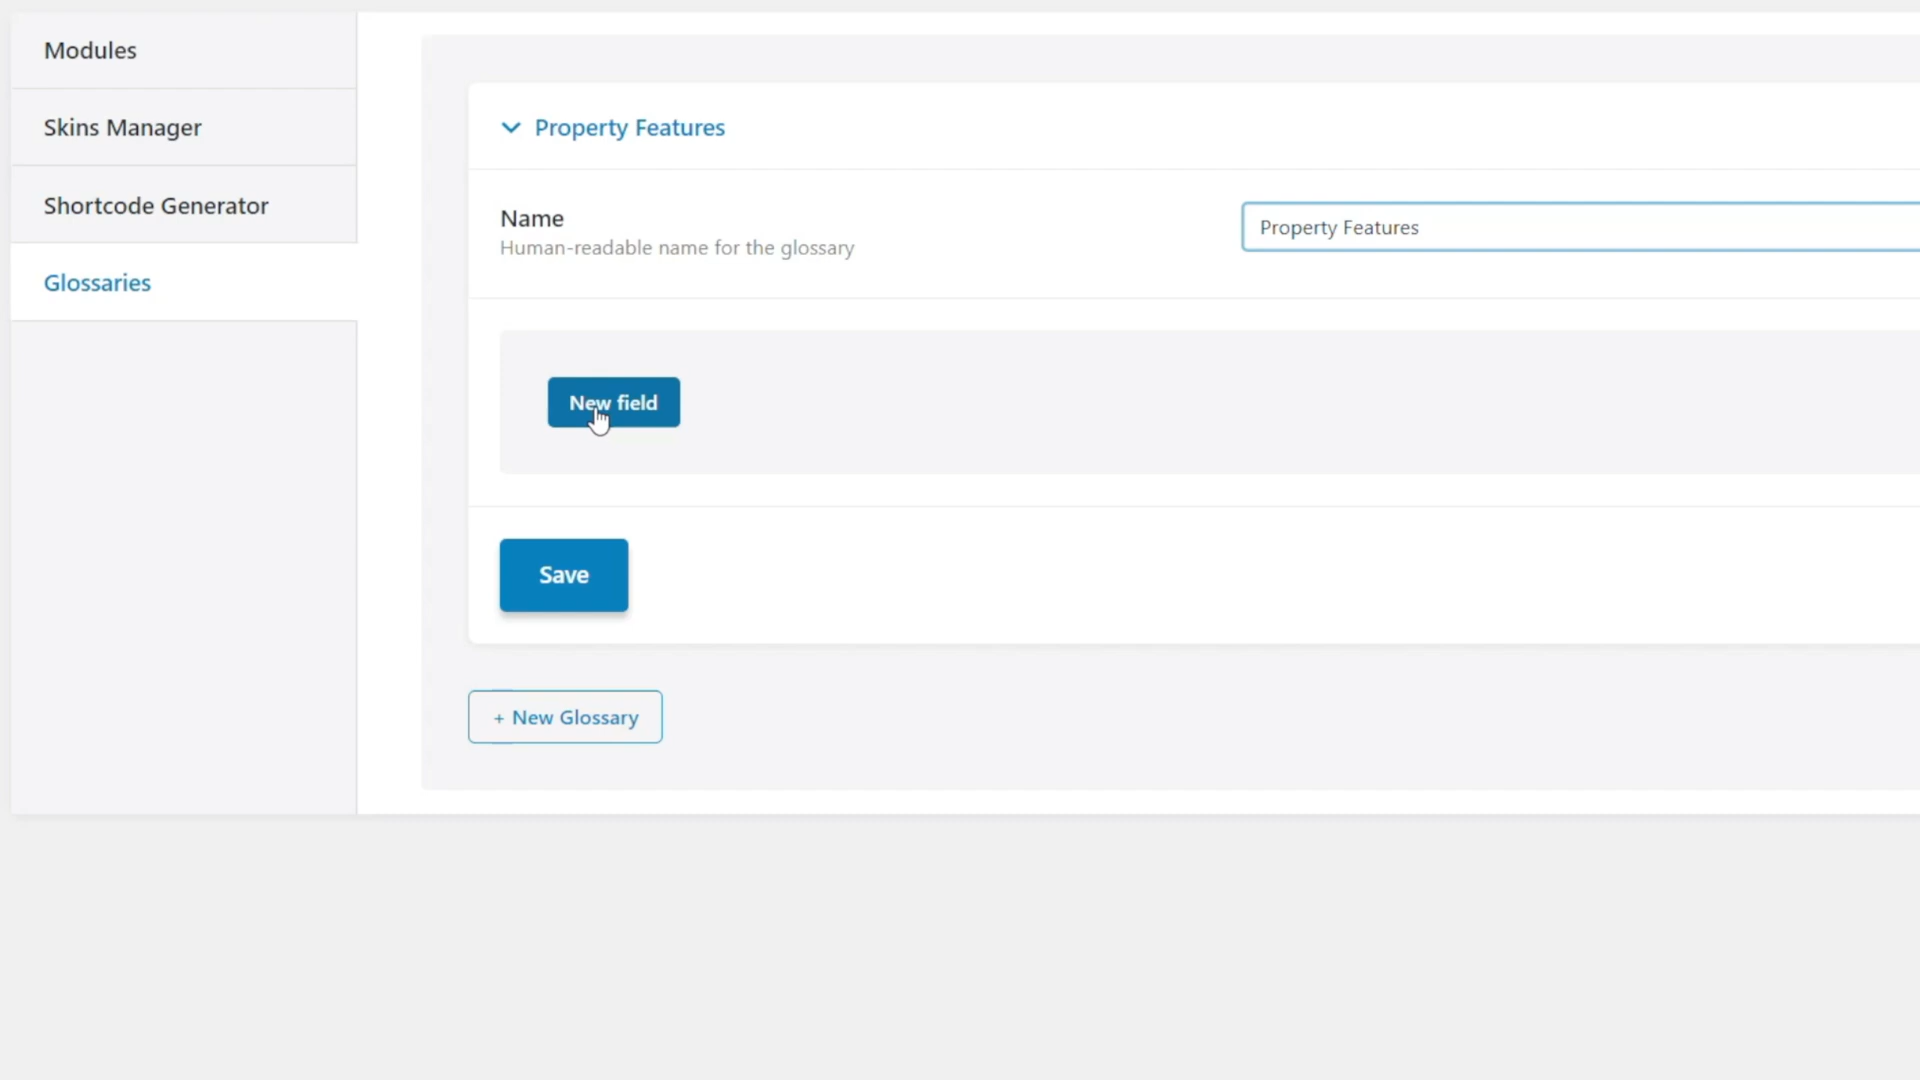 Modules
Skins Manager
Shortcode Generator
Glossaries
Property Features
Name
Human-readable name for the glossary
Property Features
New field
Save
+ New Glossary